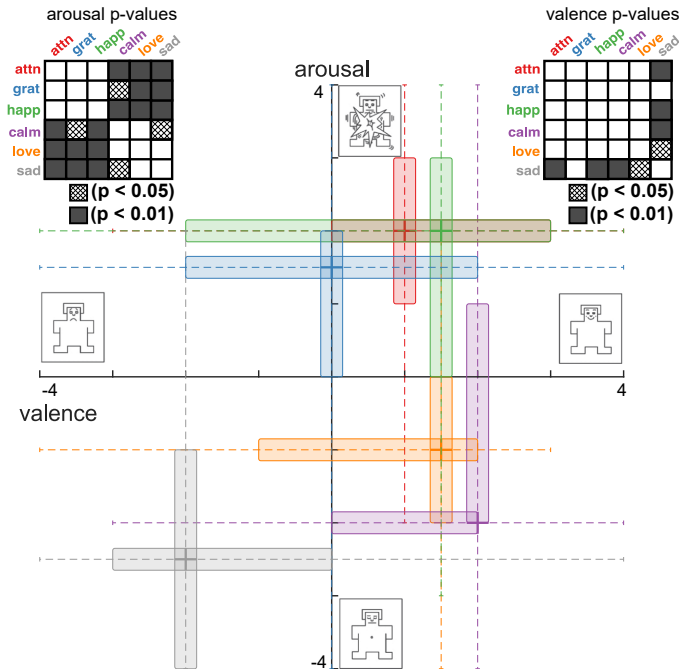 arousal p-values
attn grat happ calm love sad
attn
grat
happ
calm
love
sad
(p < 0.05)
(p < 0.01)
valence p-values
attn grat happ calm love sad
attn
grat
happ
calm
love
sad
(p < 0.05)
(p < 0.01)
arousal
4
-4
4
valence
-4